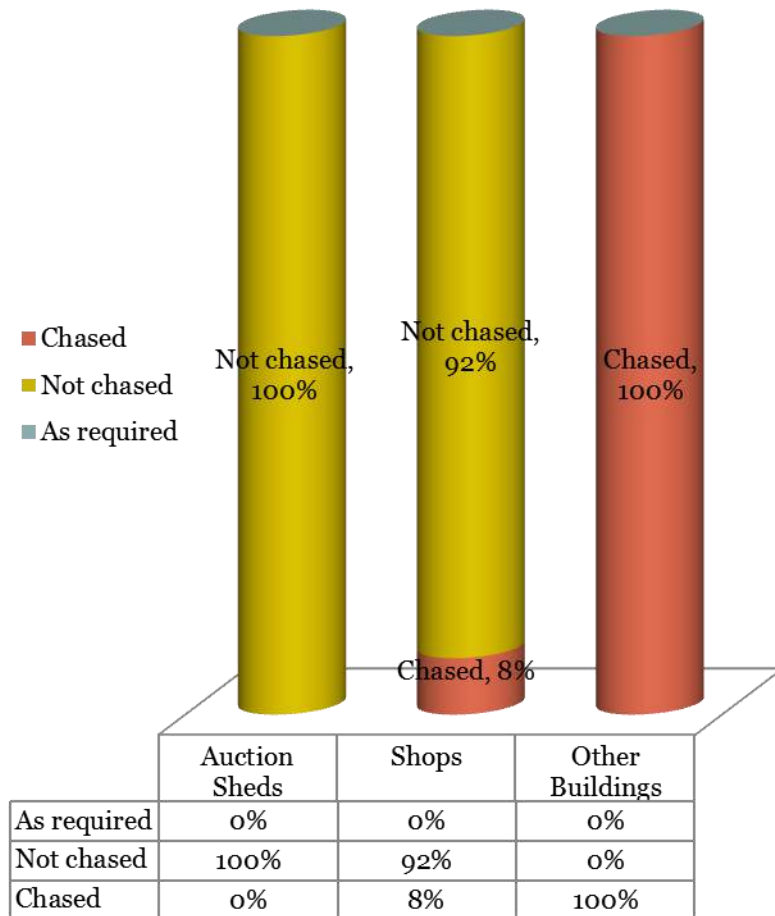 Chased
Not chased
As required
Not chased,
100%
Not chased,
92%
Chased,
100%
Chased, 8%
Auction
Sheds
Shops
Other
Buildings
As required 0% 0% 0%
Not chased 100% 92% 0%
Chased 0% 8% 100%